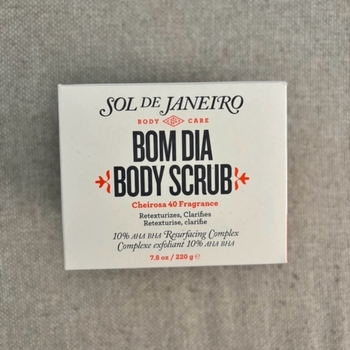 SOL DE JANEIRO
BODY CARE
BOM DIA
BODY SCRUB
Cheirosa 40 Fragrance
Retexturizes, Clarifies
Retexturise, clarifie
10% AHA BHA Resurfacing Complex
Complexe exfoliant 10% AHA BHA
7.8 oz / 220 g ℮